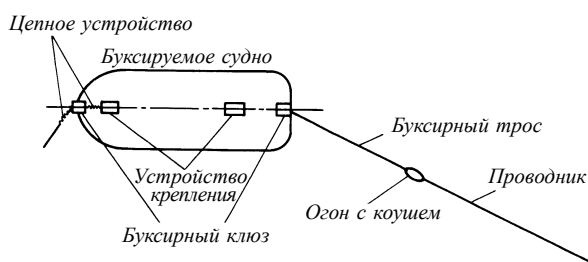 Цепное устройство
Буксируемое судно
Буксирный трос
Устройство
крепления
Проводник
Огон с коушем
Буксирный клюз